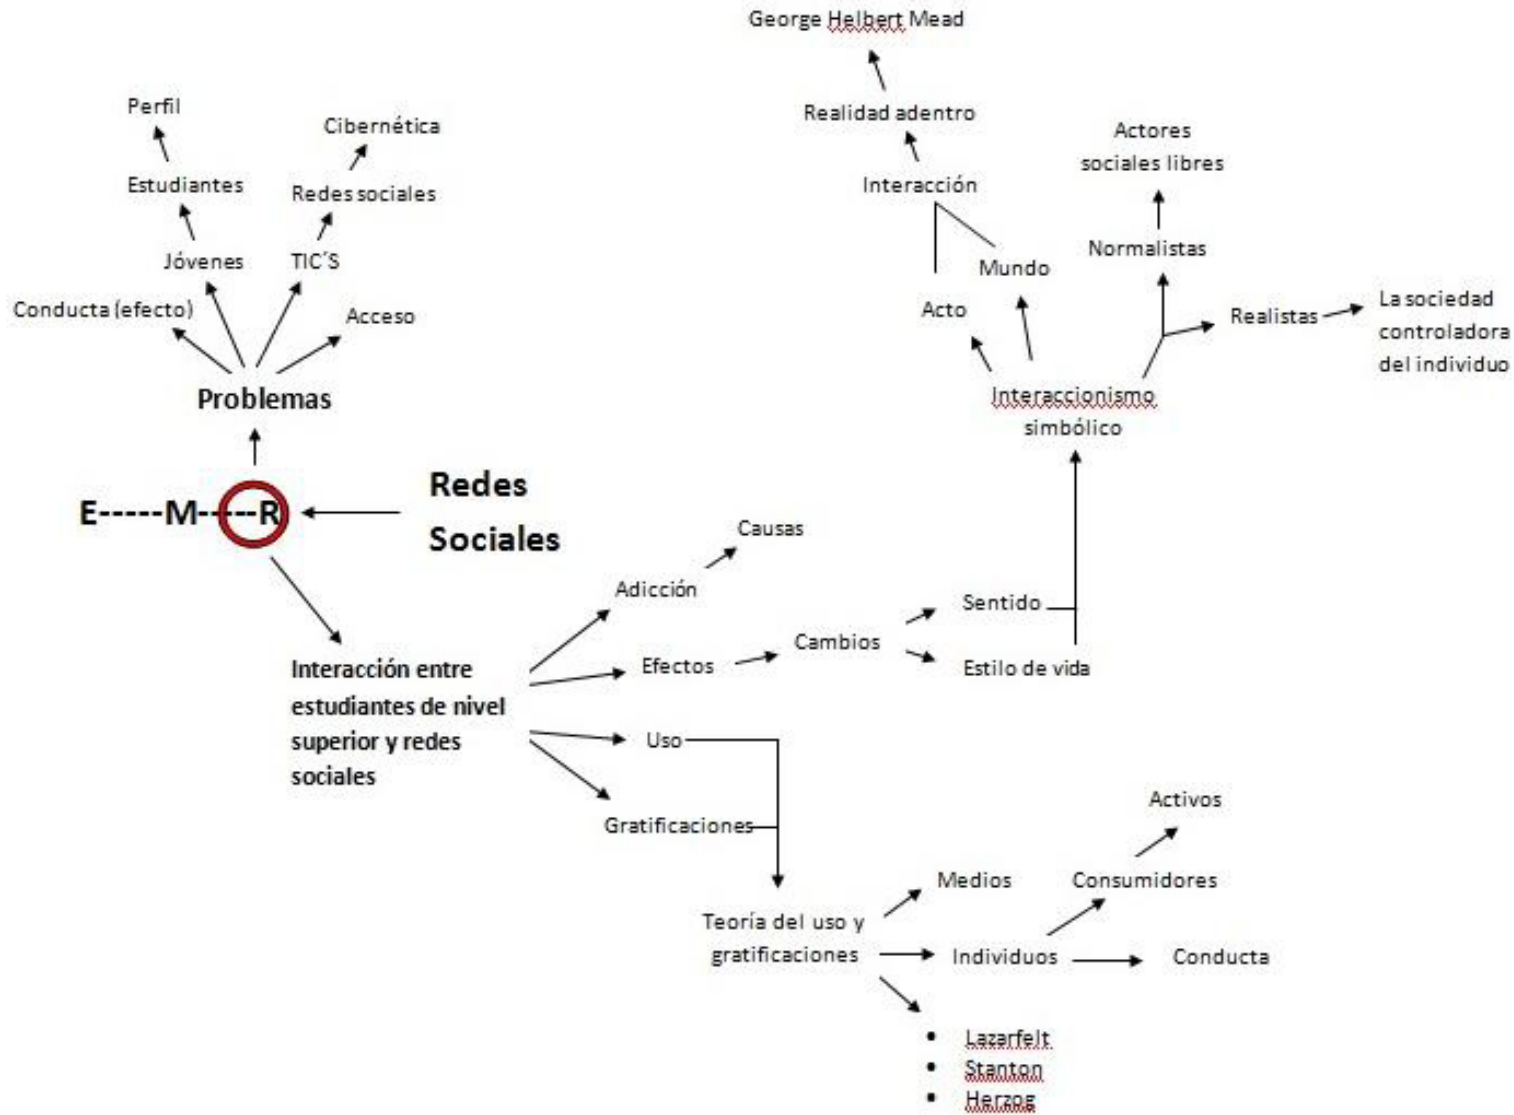 George Helbert Mead
Realidad adentro
Interacción
Mundo
Acto
Actores
sociales libres
Normalistas
Realistas
La sociedad
controladora
del individuo
Interaccionismo
simbólico
Perfil
Cibernética
Estudiantes
Redes sociales
Jóvenes
TIC´S
Conducta (efecto)
Acceso
Problemas
E-----M-----R
Redes
Sociales
Interacción entre
estudiantes de nivel
superior y redes
sociales
Adicción
Causas
Efectos
Cambios
Sentido
Estilo de vida
Uso
Gratificaciones
Teoría del uso y
gratificaciones
Medios
Individuos
Consumidores
Activos
Conducta
• Lazarfelt
• Stanton
• Herzog